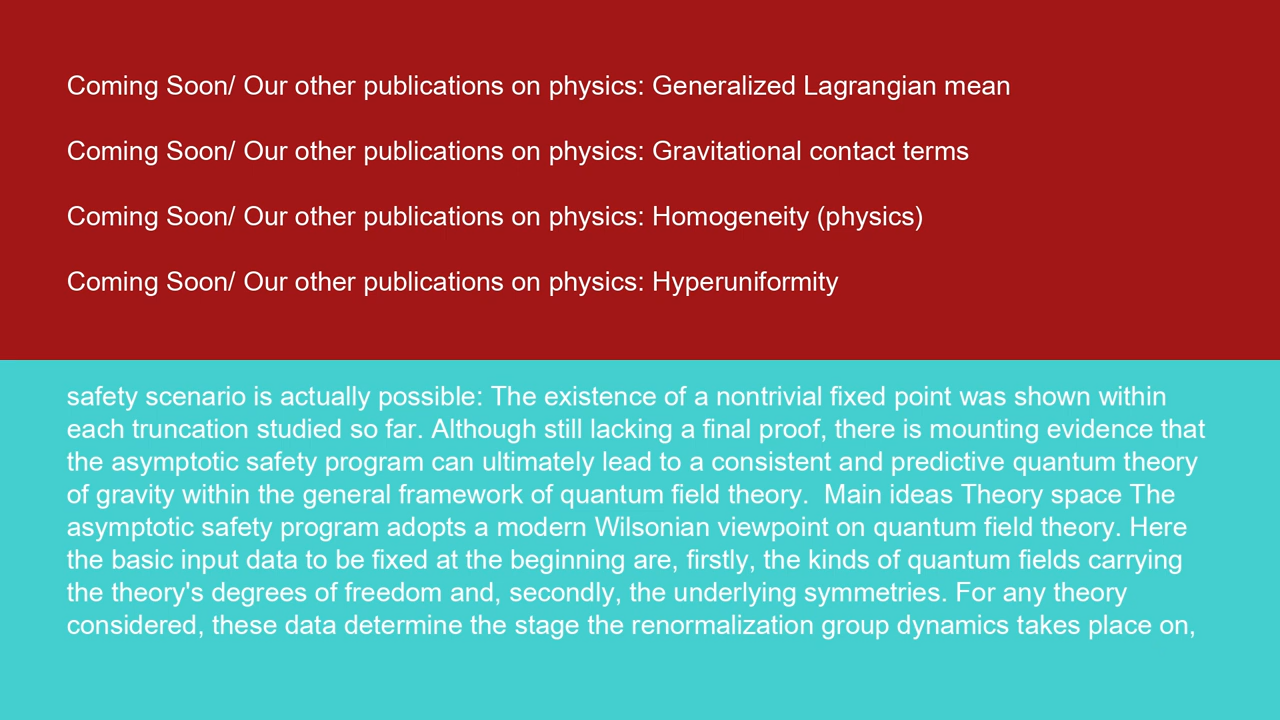 Coming Soon/ Our other publications on physics: Generalized Lagrangian mean
Coming Soon/ Our other publications on physics: Gravitational contact terms
Coming Soon/ Our other publications on physics: Homogeneity (physics)
Coming Soon/ Our other publications on physics: Hyperuniformity
safety scenario is actually possible: The existence of a nontrivial fixed point was shown within
each truncation studied so far. Although still lacking a final proof, there is mounting evidence that
the asymptotic safety program can ultimately lead to a consistent and predictive quantum theory
of gravity within the general framework of quantum field theory.  Main ideas Theory space The
asymptotic safety program adopts a modern Wilsonian viewpoint on quantum field theory. Here
the basic input data to be fixed at the beginning are, firstly, the kinds of quantum fields carrying
the theory's degrees of freedom and, secondly, the underlying symmetries. For any theory
considered, these data determine the stage the renormalization group dynamics takes place on,